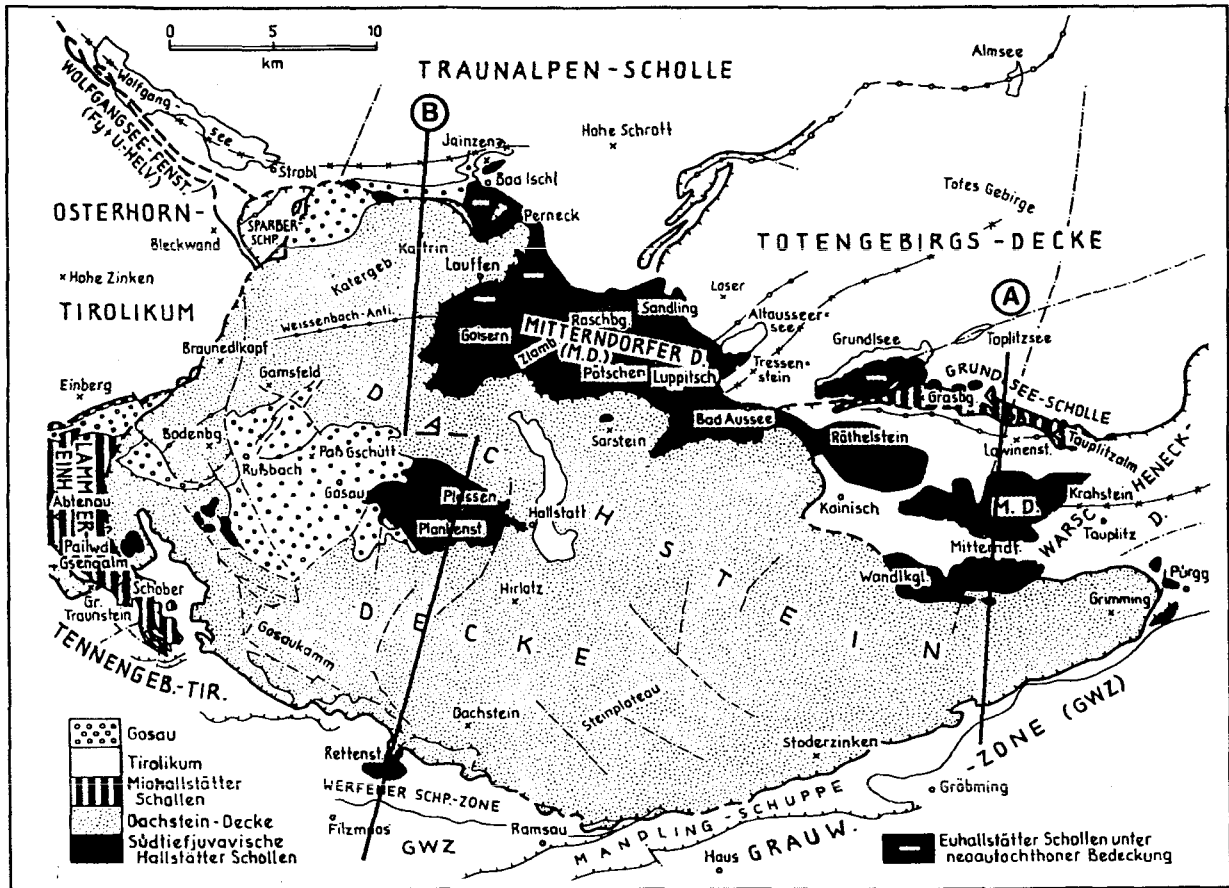 0 5 10
km
TRAUNALPEN-SCHOLLE
Almsee
B
Wolfgang-
see
WOLFGANGSEE-FENST.
(Fy+U.HELV.)
Jainzen
Hohe Schrott
Strobl
Bad Ischl
Perneck
Totes Gebirge
OSTERHORN-
SPARBER-
SCHP.
Bleckwand
TOTENGEBIRGS-DECKE
Hohe Zinken
Katergeb
Katrin
Lauffen
TIROLIKUM
Weissenbach-Antl.
Loser
Sandling
Altausseer-
see
A
Raschbg.
Goisern
MITTERNDORFER D.
(M.D.)
Zlamb
Pötschen
Luppitsch
Tressen-
stein
Grundlsee
Toplitzsee
Braunedlkopf
Gamsfeld
Einberg
GRUNDLSEE-SCHOLLE
Grasbg.
Bodenbg.
Sarstein
Bad Aussee
Röthelstein
Lawinenst.
Tauplitzalm
LAMMER-
EINH
Abtenau
Rußbach
Paß Gschütt
Gosau
Plassen
Plankenst.
Hallstatt
Kainisch
M. D.
Krahstein
WARSCHENECK-
D.
Tauplitz
Mitterndf.
Pailwd.
Gsengalm
Schober
Gr.
Traunstein
Wandlkgl.
Pürgg
Grimming
Hirlatz
DACHSTEIN
DECKE
TENNENGEB.-TIR.
Gosaukamm
Dachstein
Steinplateau
Stoderzinken
Rettenst.
WERFENER SCHP.-ZONE
Filzmoos
GWZ
Ramsau
MANDLING-SCHUPPE
Haus
GRAUW.
-ZONE (GWZ)
Gröbming
Gosau
Tirolikum
Miohallstätter
Schollen
Dachstein-Decke
Südtiefjuvavische
Hallstätter Schollen
Euhallstätter Schollen unter
neoautochthoner Bedeckung